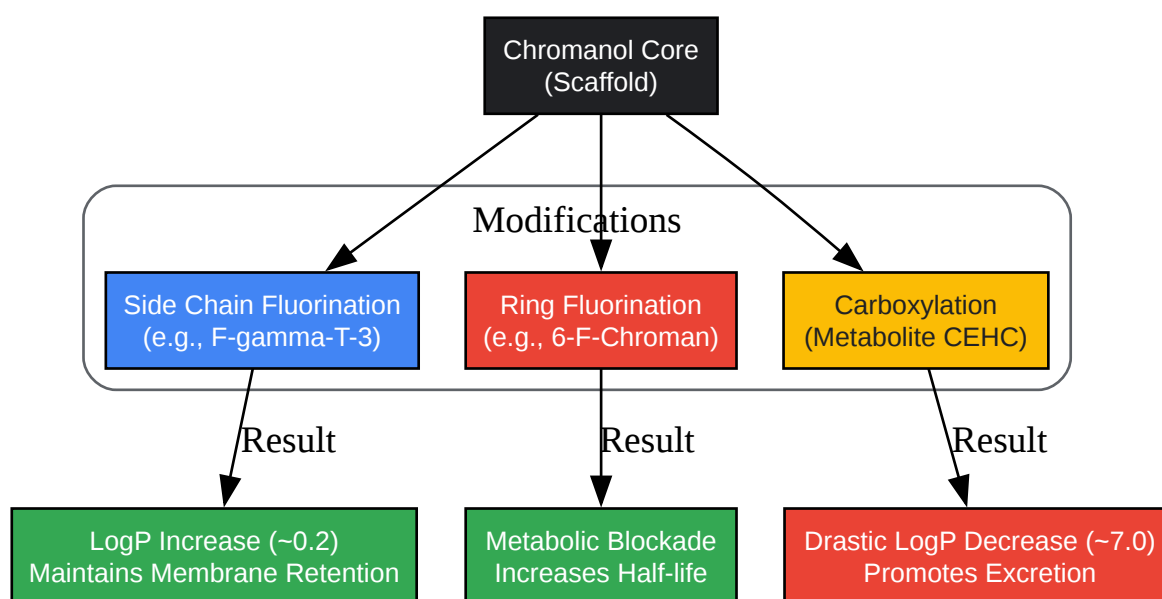 Chromanol Core
(Scaffold)
Modifications
Side Chain Fluorination
(e.g., F-gamma-T-3)
Ring Fluorination
(e.g., 6-F-Chroman)
Carboxylation
(Metabolite CEHC)
Result
Result
Result
LogP Increase (~0.2)
Maintains Membrane Retention
Metabolic Blockade
Increases Half-life
Drastic LogP Decrease (~7.0)
Promotes Excretion